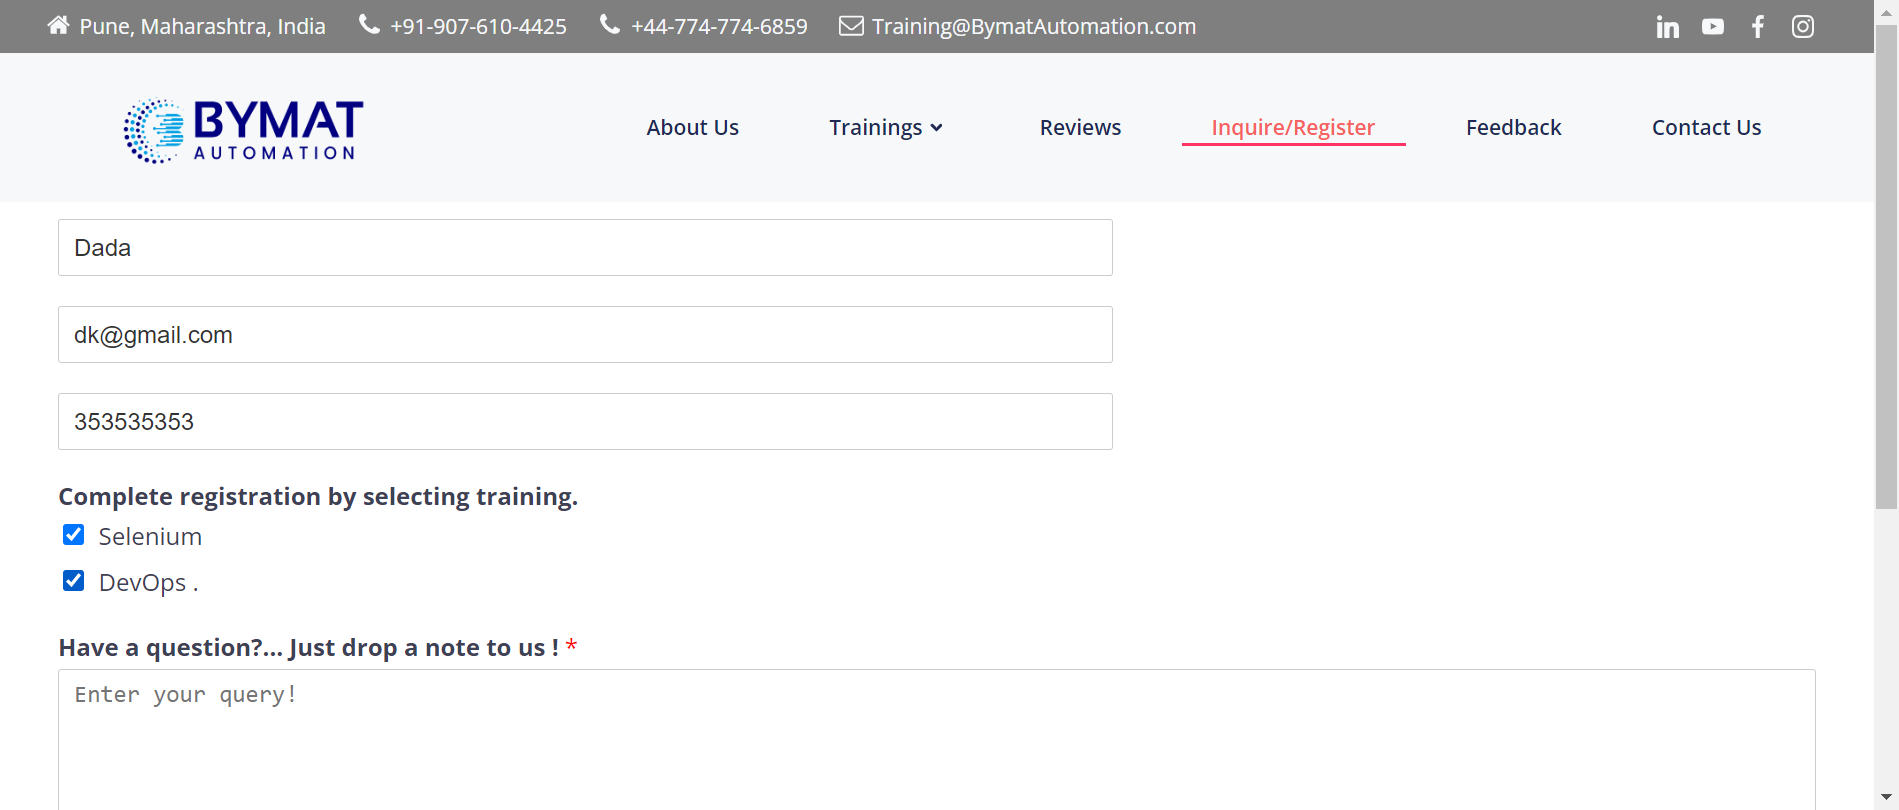 Pune, Maharashtra, India +91-907-610-4425 +44-774-774-6859 Training@BymatAutomation.com
BYMAT
AUTOMATION
About Us Trainings Reviews Inquire/Register Feedback Contact Us
Dada
dk@gmail.com
353535353
Complete registration by selecting training.
Selenium
DevOps .
Have a question?... Just drop a note to us ! *
Enter your query!